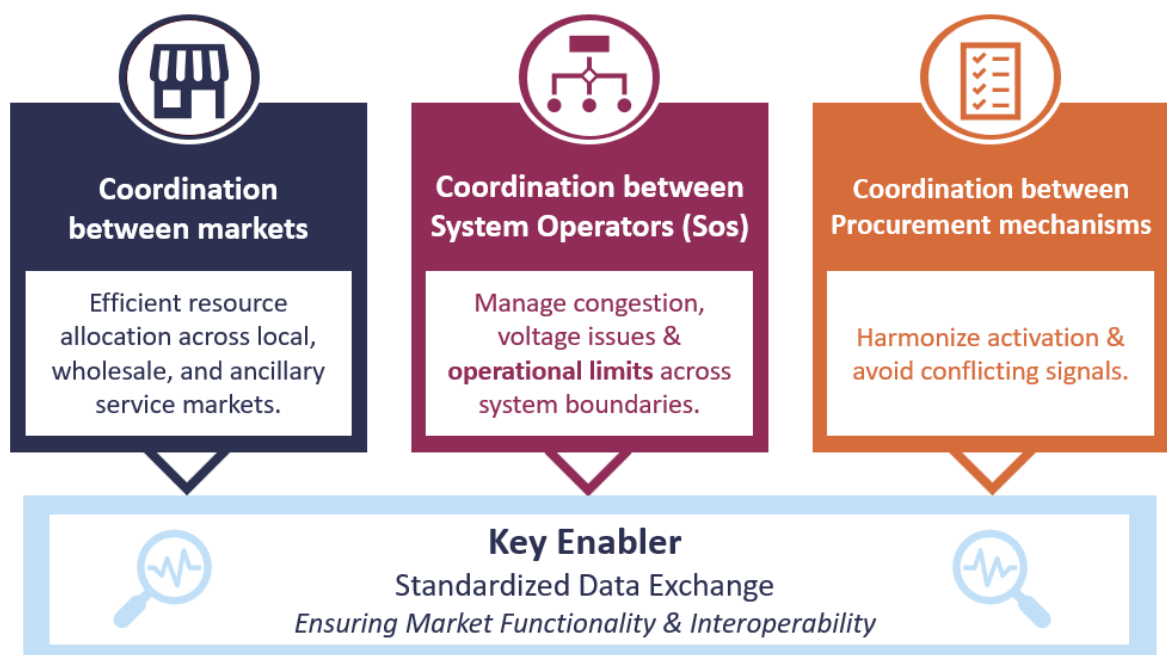 Coordination
between markets
Efficient resource
allocation across local,
wholesale, and ancillary
service markets.
Coordination between
System Operators (Sos)
Manage congestion,
voltage issues &
operational limits across
system boundaries.
Coordination between
Procurement mechanisms
Harmonize activation &
avoid conflicting signals.
Key Enabler
Standardized Data Exchange
Ensuring Market Functionality & Interoperability